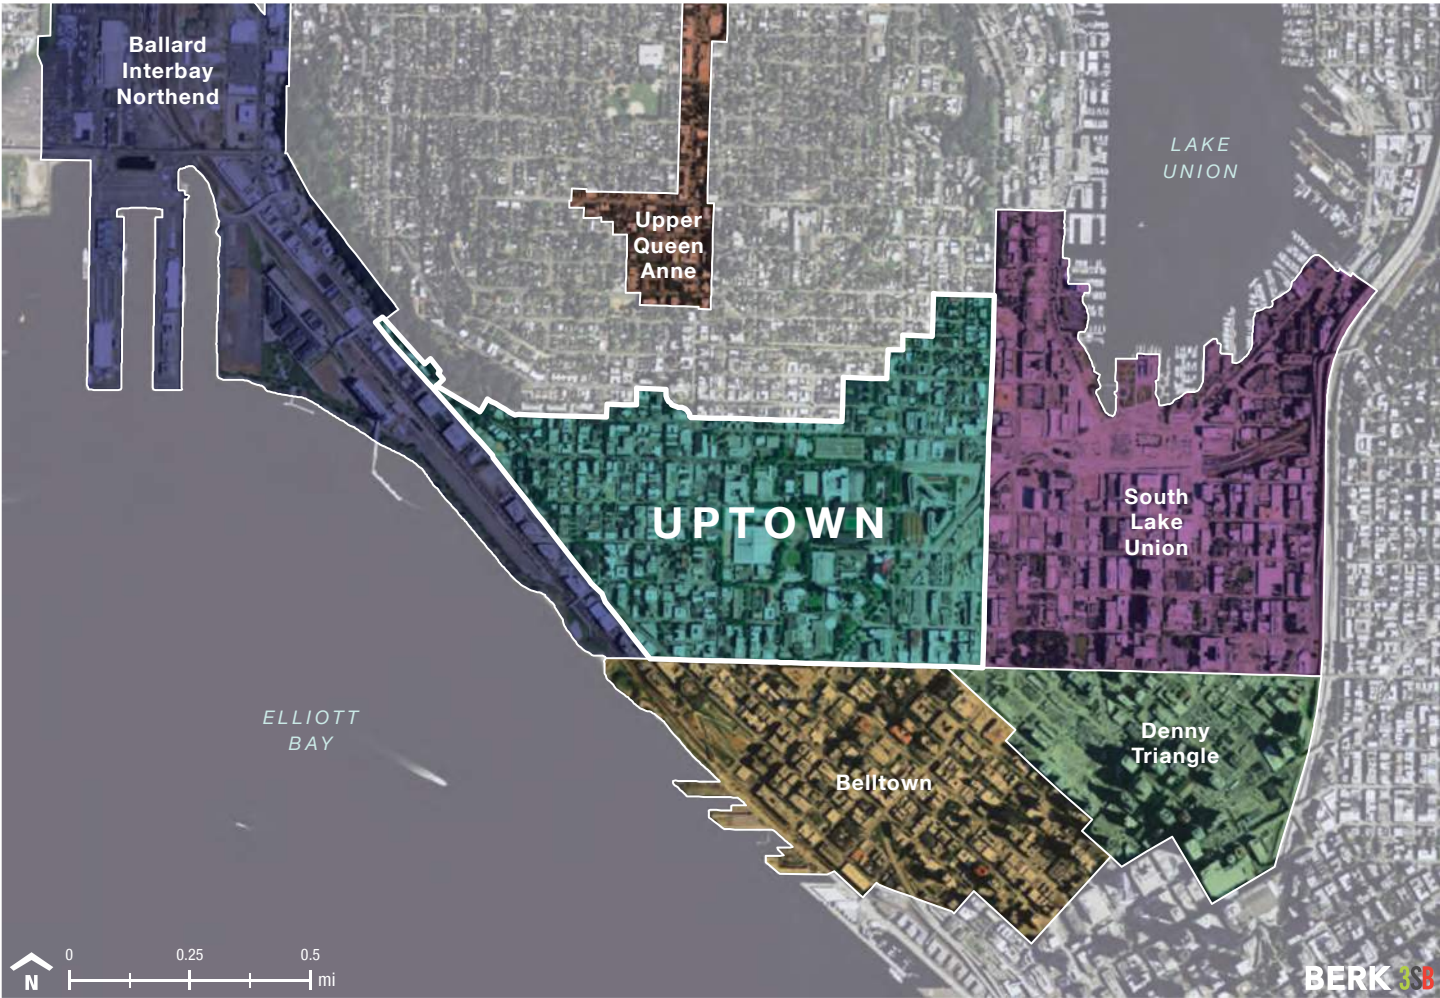 Ballard
Interbay
Northend
LAKE
UNION
Upper
Queen
Anne
UPTOWN
South
Lake
Union
ELLIOTT
BAY
Denny
Triangle
Belltown
0 0.25 0.5
N
mi
BERK 3SB